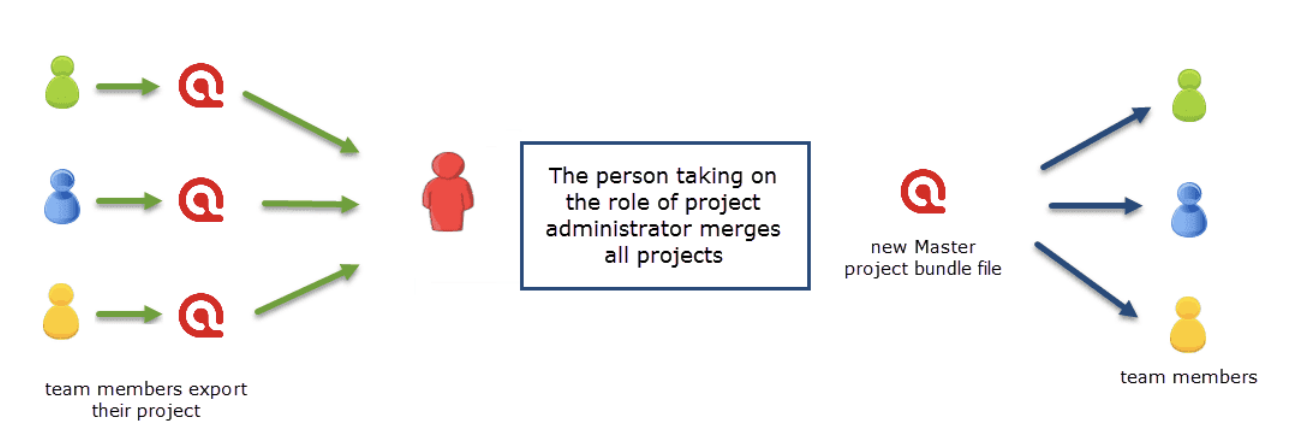 team members export
their project
The person taking on
the role of project
administrator merges
all projects
new Master
project bundle file
team members